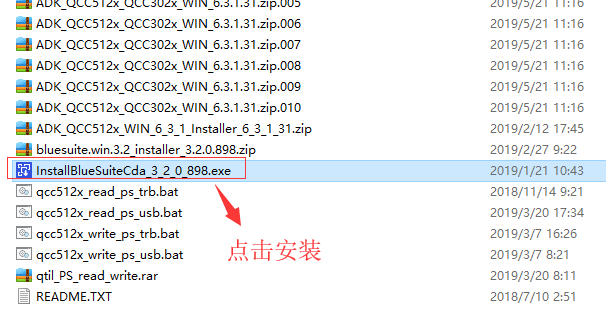 ADK_QCC512x_QCC302x_WIN_6.3.1.31.zip.005 2019/5/21 11:16
ADK_QCC512x_QCC302x_WIN_6.3.1.31.zip.006 2019/5/21 11:16
ADK_QCC512x_QCC302x_WIN_6.3.1.31.zip.007 2019/5/21 11:16
ADK_QCC512x_QCC302x_WIN_6.3.1.31.zip.008 2019/5/21 11:16
ADK_QCC512x_QCC302x_WIN_6.3.1.31.zip.009 2019/5/21 11:16
ADK_QCC512x_QCC302x_WIN_6.3.1.31.zip.010 2019/5/21 11:16
ADK_QCC512x_WIN_6_3_1_Installer_6_3_1_31.zip 2019/2/12 17:45
bluesuite.win.3.2_installer_3.2.0.898.zip 2019/2/27 9:22
InstallBlueSuiteCda_3_2_0_898.exe 2019/1/21 10:43
qcc512x_read_ps_trb.bat 2018/11/14 9:21
qcc512x_read_ps_usb.bat 2019/3/20 17:34
qcc512x_write_ps_trb.bat 2019/3/7 16:26
qcc512x_write_ps_usb.bat 2019/3/7 8:21
点击安装
qtil_PS_read_write.rar 2019/3/20 8:11
README.TXT 2018/7/10 2:51